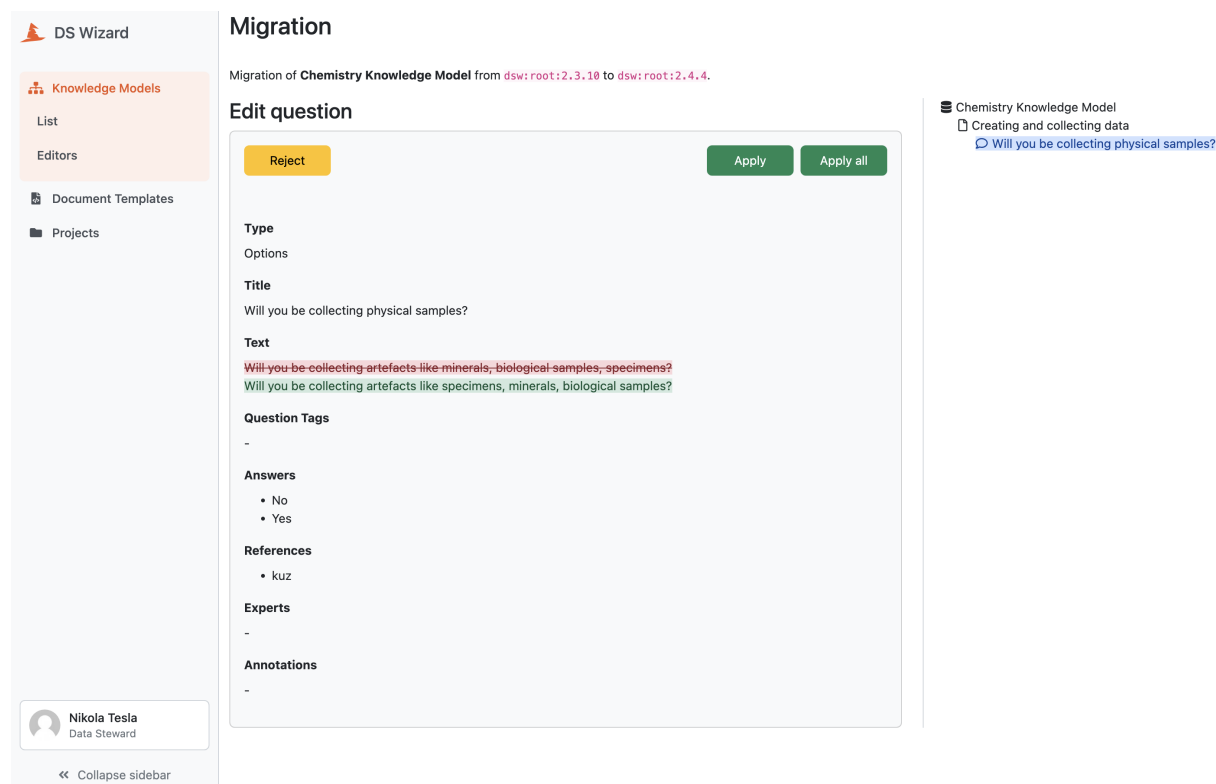 DS Wizard
Knowledge Models
List
Editors
Document Templates
Projects
Nikola Tesla
Data Steward
Collapse sidebar
Migration
Migration of Chemistry Knowledge Model from dsw:root:2.3.10 to dsw:root:2.4.4.
Edit question
Reject
Apply
Apply all
Type
Options
Title
Will you be collecting physical samples?
Text
Will you be collecting artefacts like minerals, biological samples, specimens?
Will you be collecting artefacts like specimens, minerals, biological samples?
Question Tags
-
Answers
• No
• Yes
References
• kuz
Experts
-
Annotations
-
Chemistry Knowledge Model
Creating and collecting data
Will you be collecting physical samples?